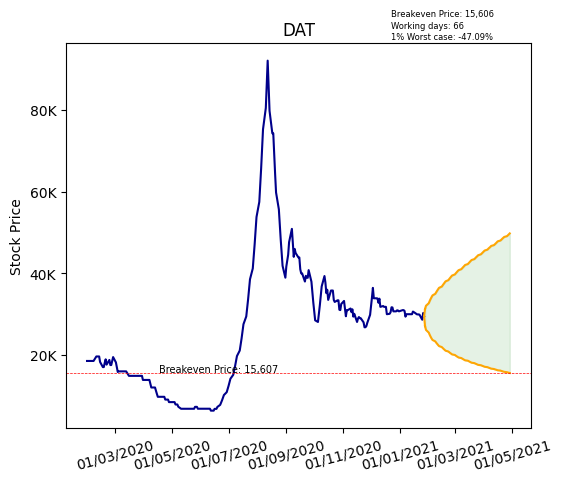 DAT
Breakeven Price: 15,606
Working days: 66
1% Worst case: -47.09%
Stock Price
80K
60K
40K
20K
Breakeven Price: 15,607
01/03/2020
01/05/2020
01/07/2020
01/09/2020
01/11/2020
01/01/2021
01/03/2021
01/05/2021